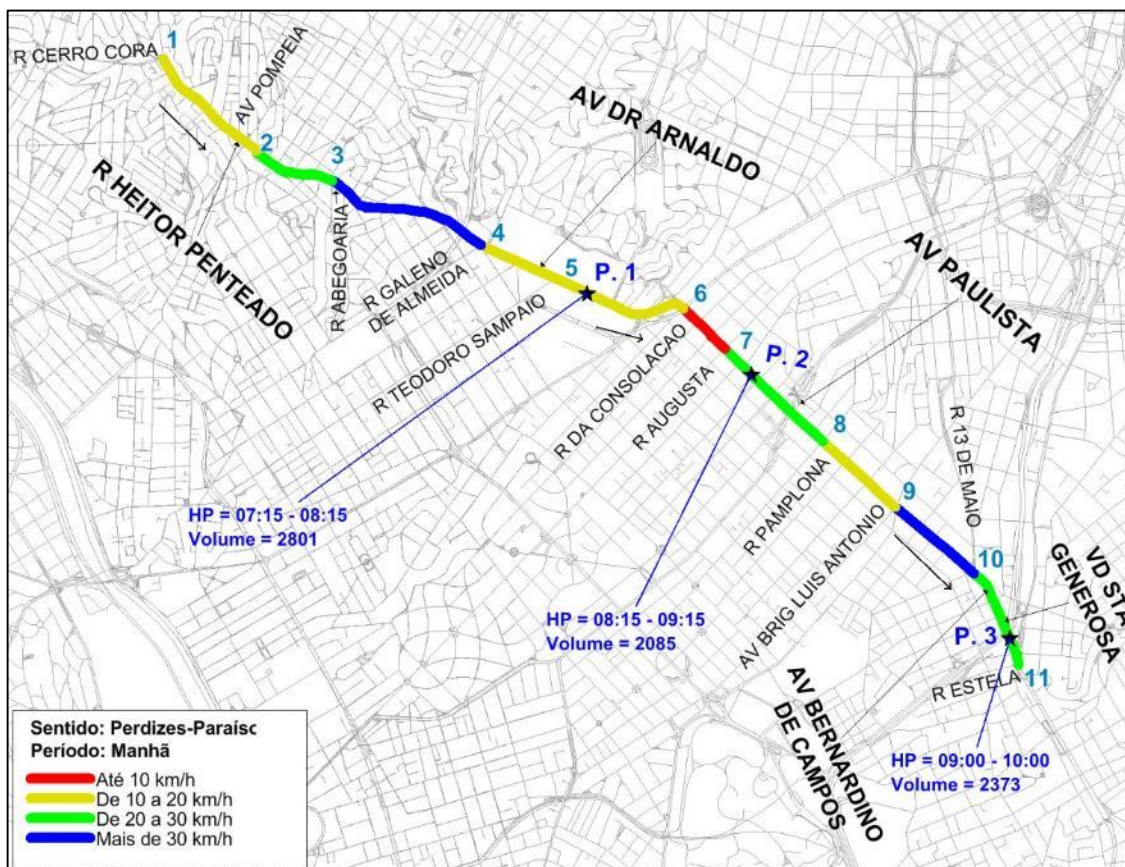 1
R CERRO CORA
AV POMPEIA
2
3
AV DR ARNALDO
R HEITOR PENTEADO
R ABEGOARIA
4
R GALENO
DE ALMEIDA
5
P. 1
6
AV PAULISTA
R TEODORO SAMPAIO
7
P. 2
R DA CONSOLACAO
R AUGUSTA
8
R 13 DE MAIO
R PAMPLONA
9
HP = 07:15 - 08:15
Volume = 2801
AV BRIG LUIS ANTONIO
10
VD STA
GENEROSA
HP = 08:15 - 09:15
Volume = 2085
P. 3
R ESTELA
11
AV BERNARDINO
DE CAMPOS
Sentido: Perdizes-Paraísc
Período: Manhã
Até 10 km/h
De 10 a 20 km/h
De 20 a 30 km/h
Mais de 30 km/h
HP = 09:00 - 10:00
Volume = 2373